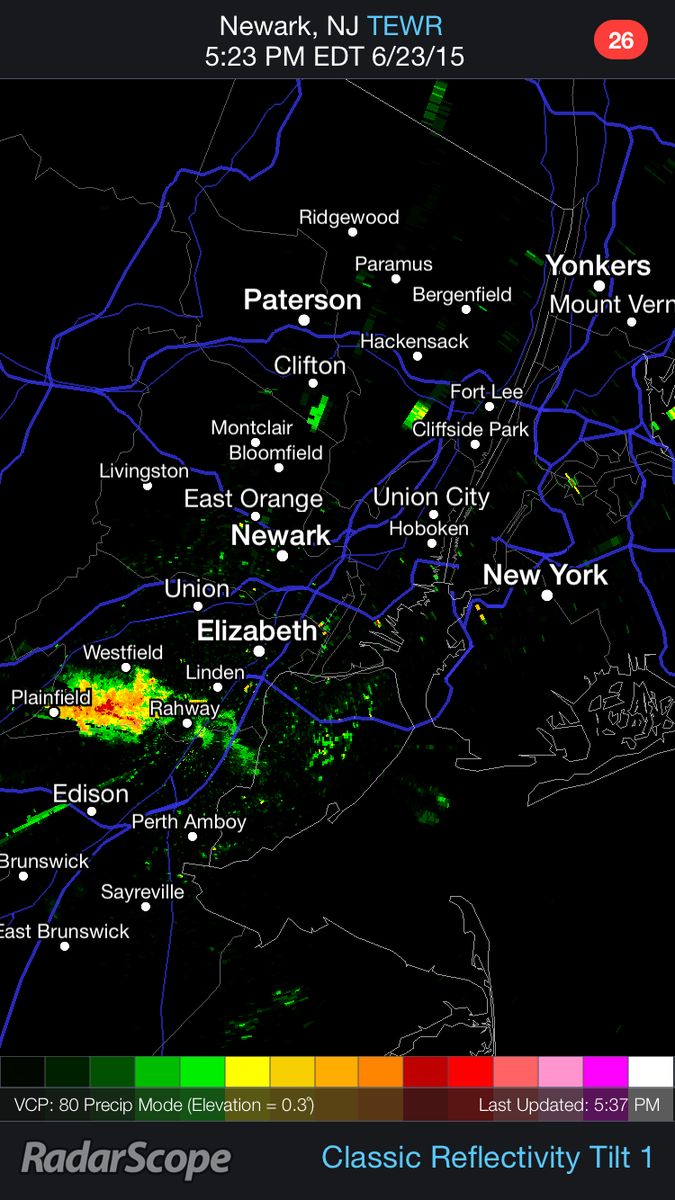 Newark, NJ TEWR
5:23 PM EDT 6/23/15
26
Ridgewood
Paramus
Yonkers
Bergenfield
Paterson
Mount Vern
Hackensack
Clifton
Fort Lee
Montclair
Cliffside Park
Bloomfield
Livingston
East Orange
Union City
Hoboken
Newark
New York
Union
Elizabeth
Westfield
Linden
Plainfield
Rahway
Edison
Perth Amboy
Brunswick
Sayreville
East Brunswick
VCP: 80 Precip Mode (Elevation = 0.3°)
Last Updated: 5:37 PM
RadarScope
Classic Reflectivity Tilt 1